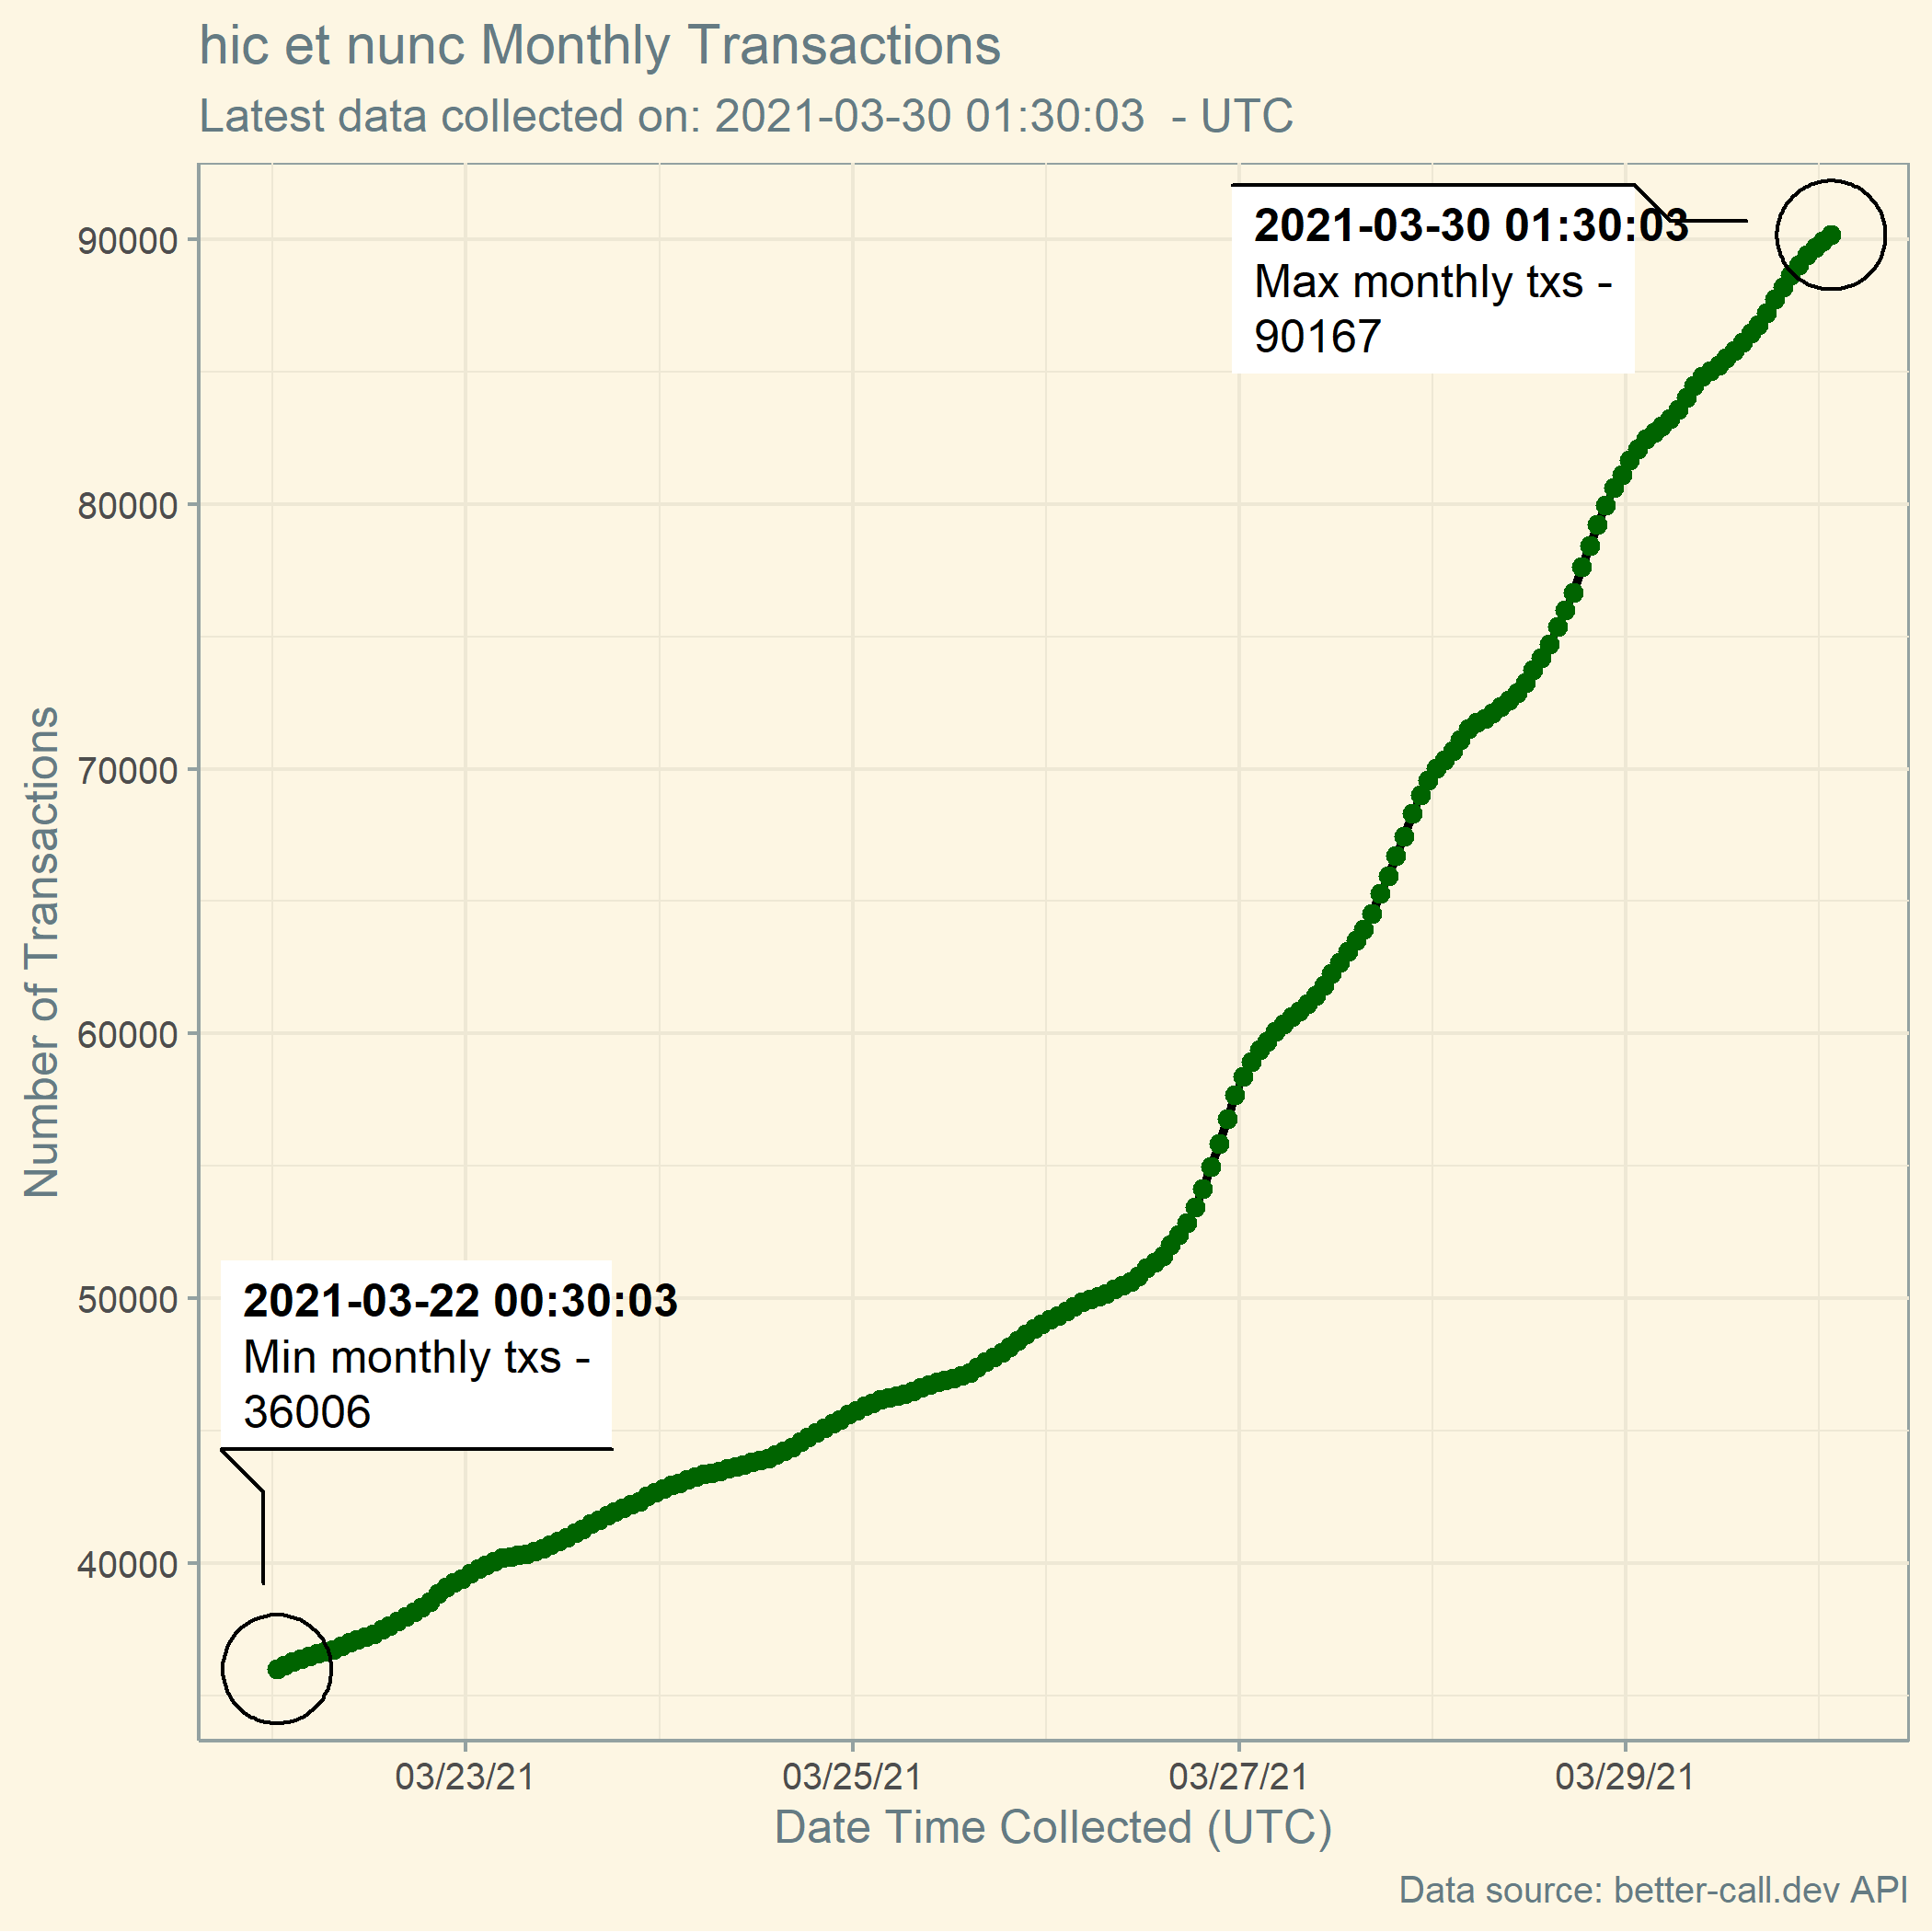 hic et nunc Monthly Transactions
Latest data collected on: 2021-03-30 01:30:03  - UTC
2021-03-30 01:30:03
Max monthly txs -
90167
90000
80000
70000
60000
50000
40000
Number of Transactions
2021-03-22 00:30:03
Min monthly txs -
36006
03/23/21 03/25/21 03/27/21 03/29/21
Date Time Collected (UTC)
Data source: better-call.dev API